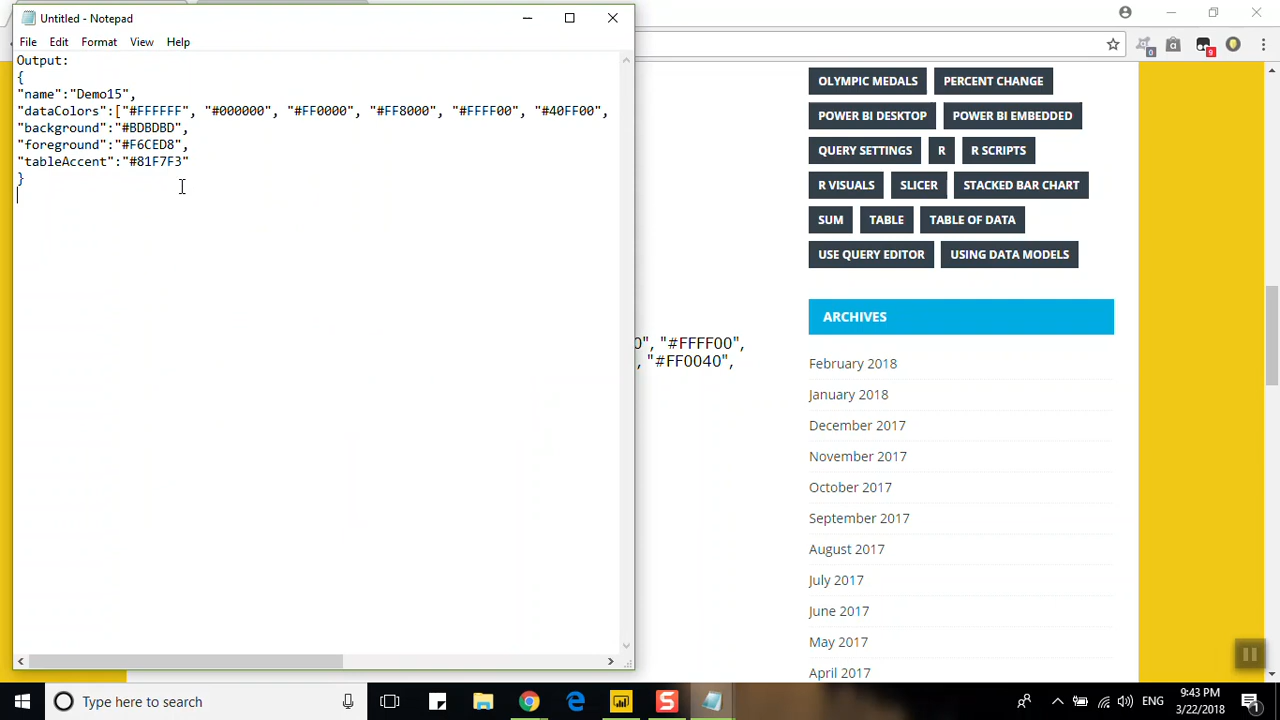 Untitled - Notepad
File Edit Format View Help
Output:
{
"name":"Demo15",
"dataColors":["#FFFFFF", "#000000", "#FF0000", "#FF8000", "#FFFF00", "#40FF00",
"background":"#BDBDBD",
"foreground":"#F6CED8",
"tableAccent":"#81F7F3"
}
0", "#FFFF00",
, "#FF0040",
0
9
OLYMPIC MEDALS PERCENT CHANGE
POWER BI DESKTOP POWER BI EMBEDDED
QUERY SETTINGS R R SCRIPTS
R VISUALS SLICER STACKED BAR CHART
SUM TABLE TABLE OF DATA
USE QUERY EDITOR USING DATA MODELS
ARCHIVES
February 2018
January 2018
December 2017
November 2017
October 2017
September 2017
August 2017
July 2017
June 2017
May 2017
April 2017
Type here to search
ENG
9:43 PM
3/22/2018
1